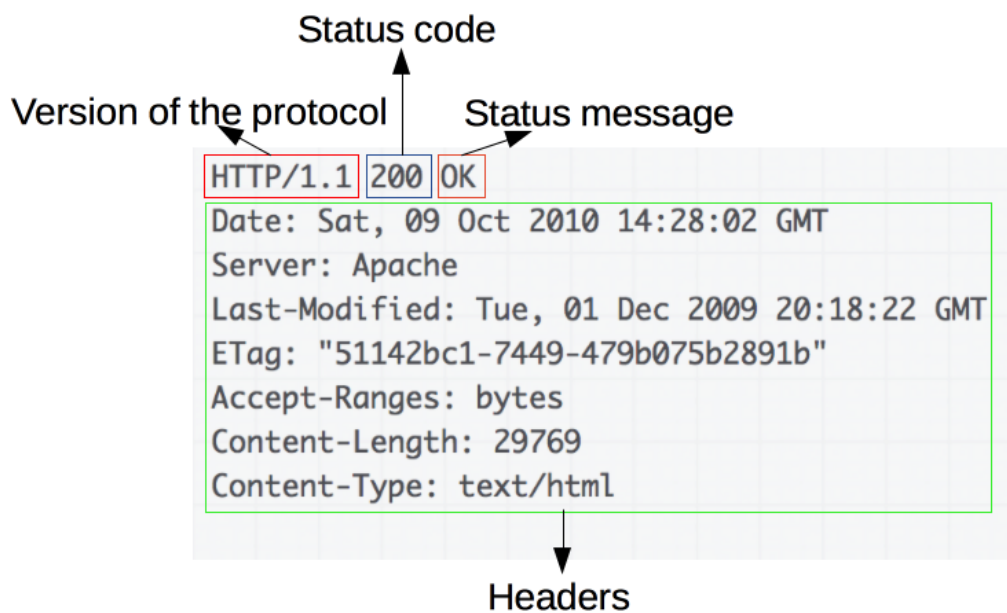 Status code
Version of the protocol
Status message
HTTP/1.1 200 OK
Date: Sat, 09 Oct 2010 14:28:02 GMT
Server: Apache
Last-Modified: Tue, 01 Dec 2009 20:18:22 GMT
ETag: "51142bc1-7449-479b075b2891b"
Accept-Ranges: bytes
Content-Length: 29769
Content-Type: text/html
Headers